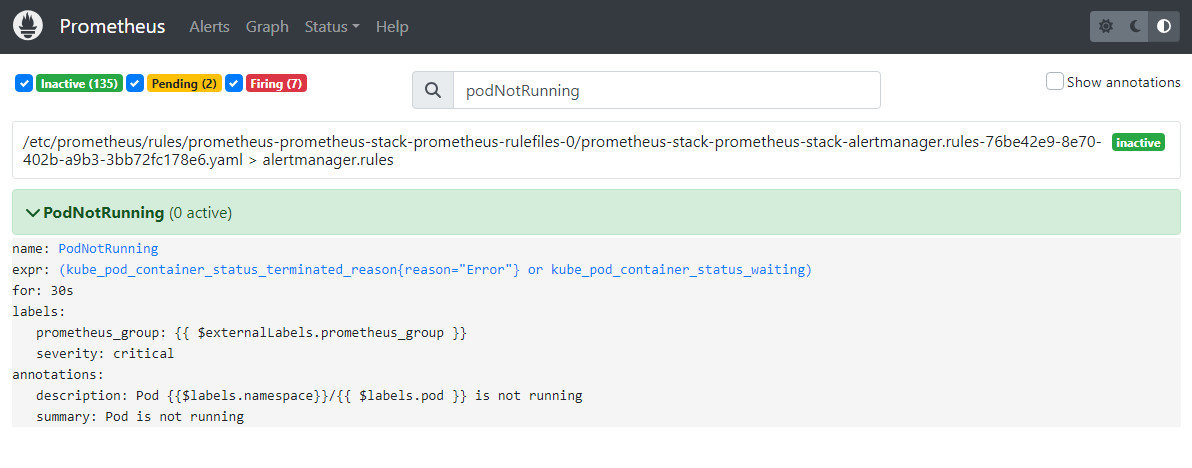 Prometheus Alerts Graph Status Help
Inactive (135) Pending (2) Firing (7)
podNotRunning
Show annotations
/etc/prometheus/rules/prometheus-prometheus-stack-prometheus-rulefiles-0/prometheus-stack-prometheus-stack-alertmanager.rules-76be42e9-8e70-
402b-a9b3-3bb72fc178e6.yaml > alertmanager.rules
inactive
PodNotRunning (0 active)
name: PodNotRunning
expr: (kube_pod_container_status_terminated_reason{reason="Error"} or kube_pod_container_status_waiting)
for: 30s
labels:
prometheus_group: {{ $externalLabels.prometheus_group }}
severity: critical
annotations:
description: Pod {{$labels.namespace}}/{{ $labels.pod }} is not running
summary: Pod is not running